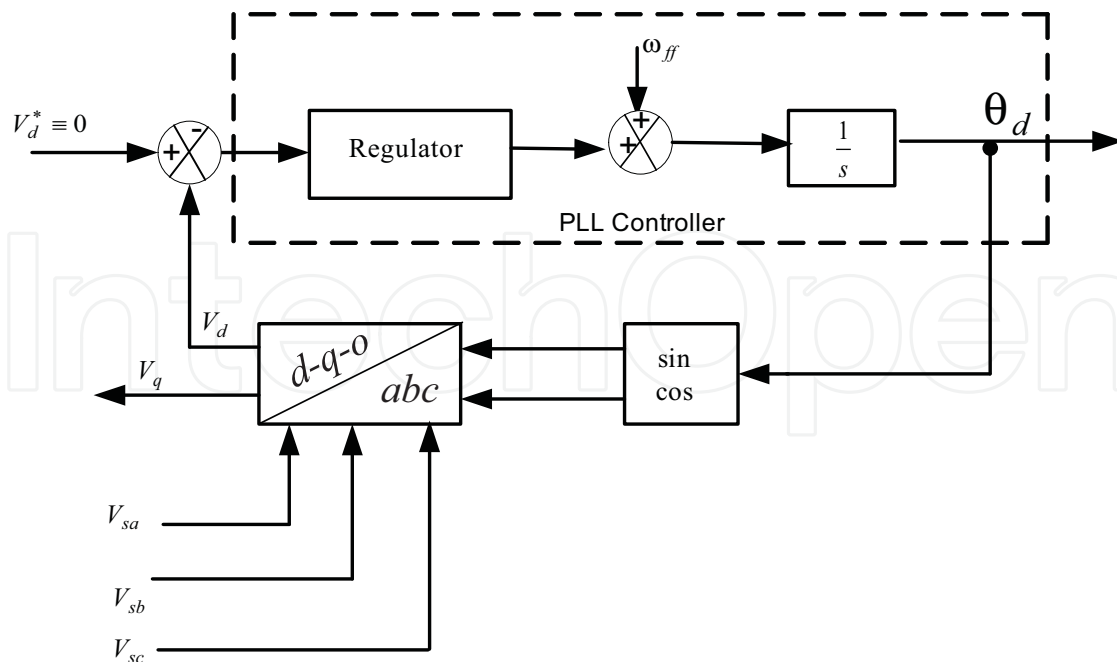 ω_ff
V_d^* ≡ 0
-
+
Regulator
+
+
1/s
θ_d
PLL Controller
IntechOpen
V_d
V_q
d-q-o
abc
sin
cos
V_sa
V_sb
V_sc